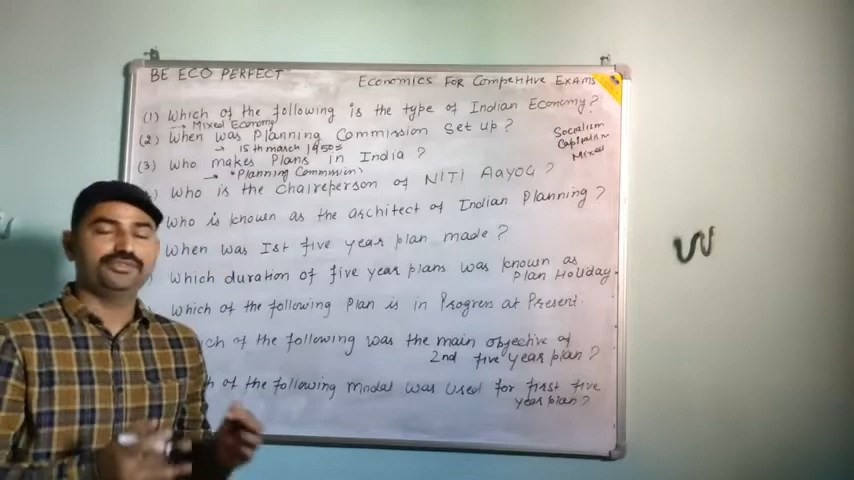 BE ECO PERFECT
ECONOMICS FOR COMPETITIVE EXAMS
(1) Which of the following is the type of Indian Economy?
→ Mixed Economy
(2) When was Planning Commission set up?
→ 15th march 1950
Socialism
Capitalism
Mixed
(3) Who makes Plans in India?
→ "Planning Commission
Who is the Chaireperson of NITI AAYOG?
Who is known as the architect of Indian Planning?
When was Ist five year plan made?
Which duration of five year plans was known as
Plan Holiday.
Which of the following Plan is in Progress at Present.
ich of the following was the main objective of
2nd five year plan?
h of the following modal was used for first five
year plan?